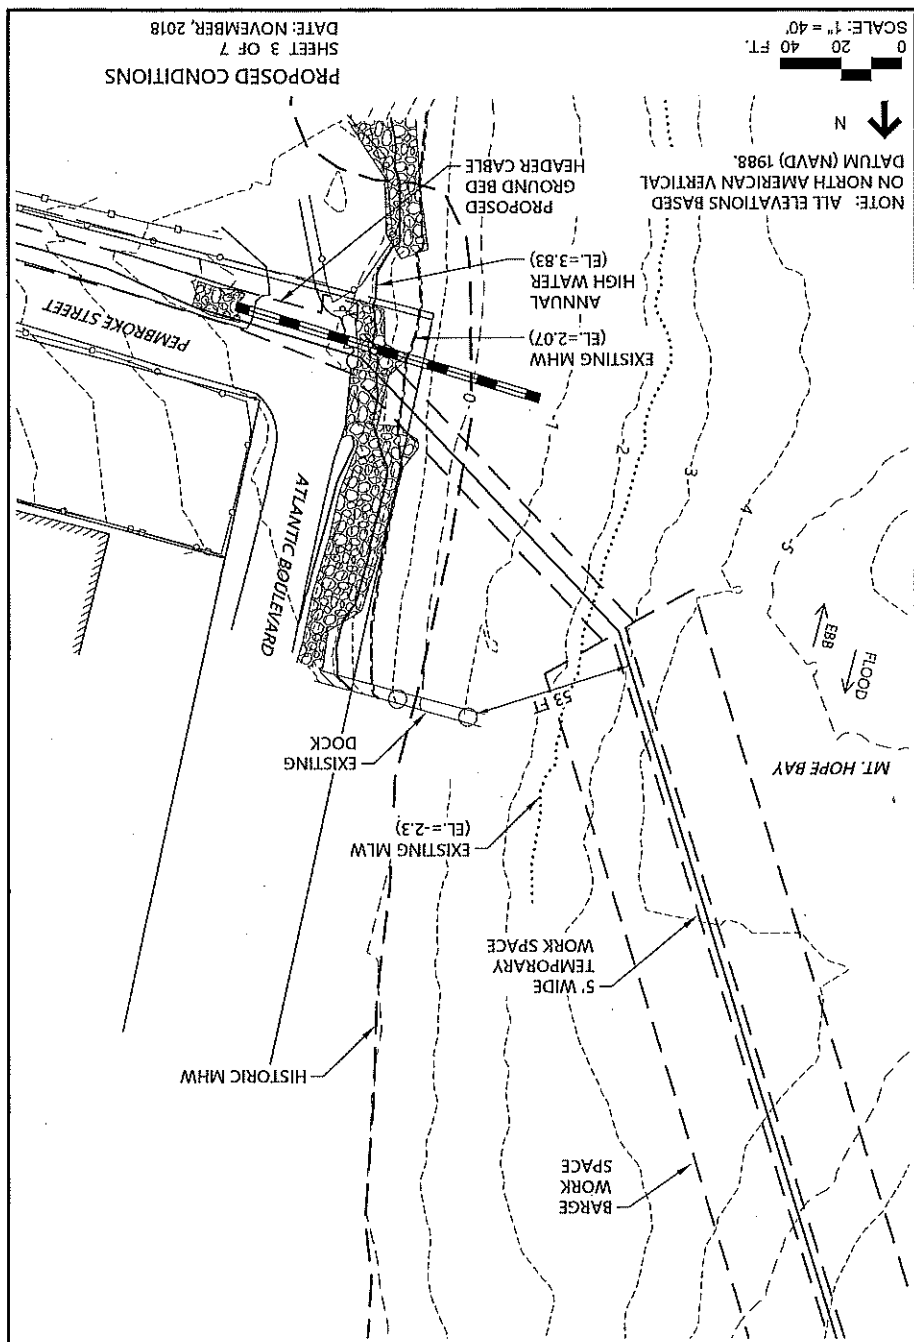 BARGE
WORK
SPACE
HISTORIC MHW
5' WIDE
TEMPORARY
WORK SPACE
EXISTING MLW
(EL.=-2.3)
MT. HOPE BAY
EXISTING
DOCK
53 FT
FLOOD
EBB
5
4
3
2
1
0
ATLANTIC BOULEVARD
PEMBROKE STREET
EXISTING MHW
(EL.=2.07)
ANNUAL
HIGH WATER
(EL.=3.83)
PROPOSED
GROUND BED
HEADER CABLE
NOTE: ALL ELEVATIONS BASED
ON NORTH AMERICAN VERTICAL
DATUM (NAVD) 1988.
N
0 20 40 FT.
SCALE: 1" = 40'
PROPOSED CONDITIONS
SHEET 3 OF 7
DATE: NOVEMBER, 2018